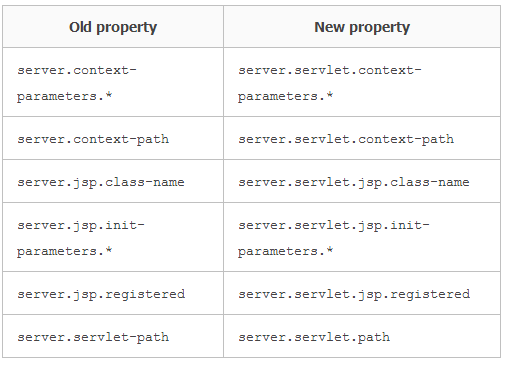 Old property New property
server.context- server.servlet.context-
parameters.* parameters.*
server.context-path server.servlet.context-path
server.jsp.class-name server.servlet.jsp.class-name
server.jsp.init- server.servlet.jsp.init-
parameters.* parameters.*
server.jsp.registered server.servlet.jsp.registered
server.servlet-path server.servlet.path